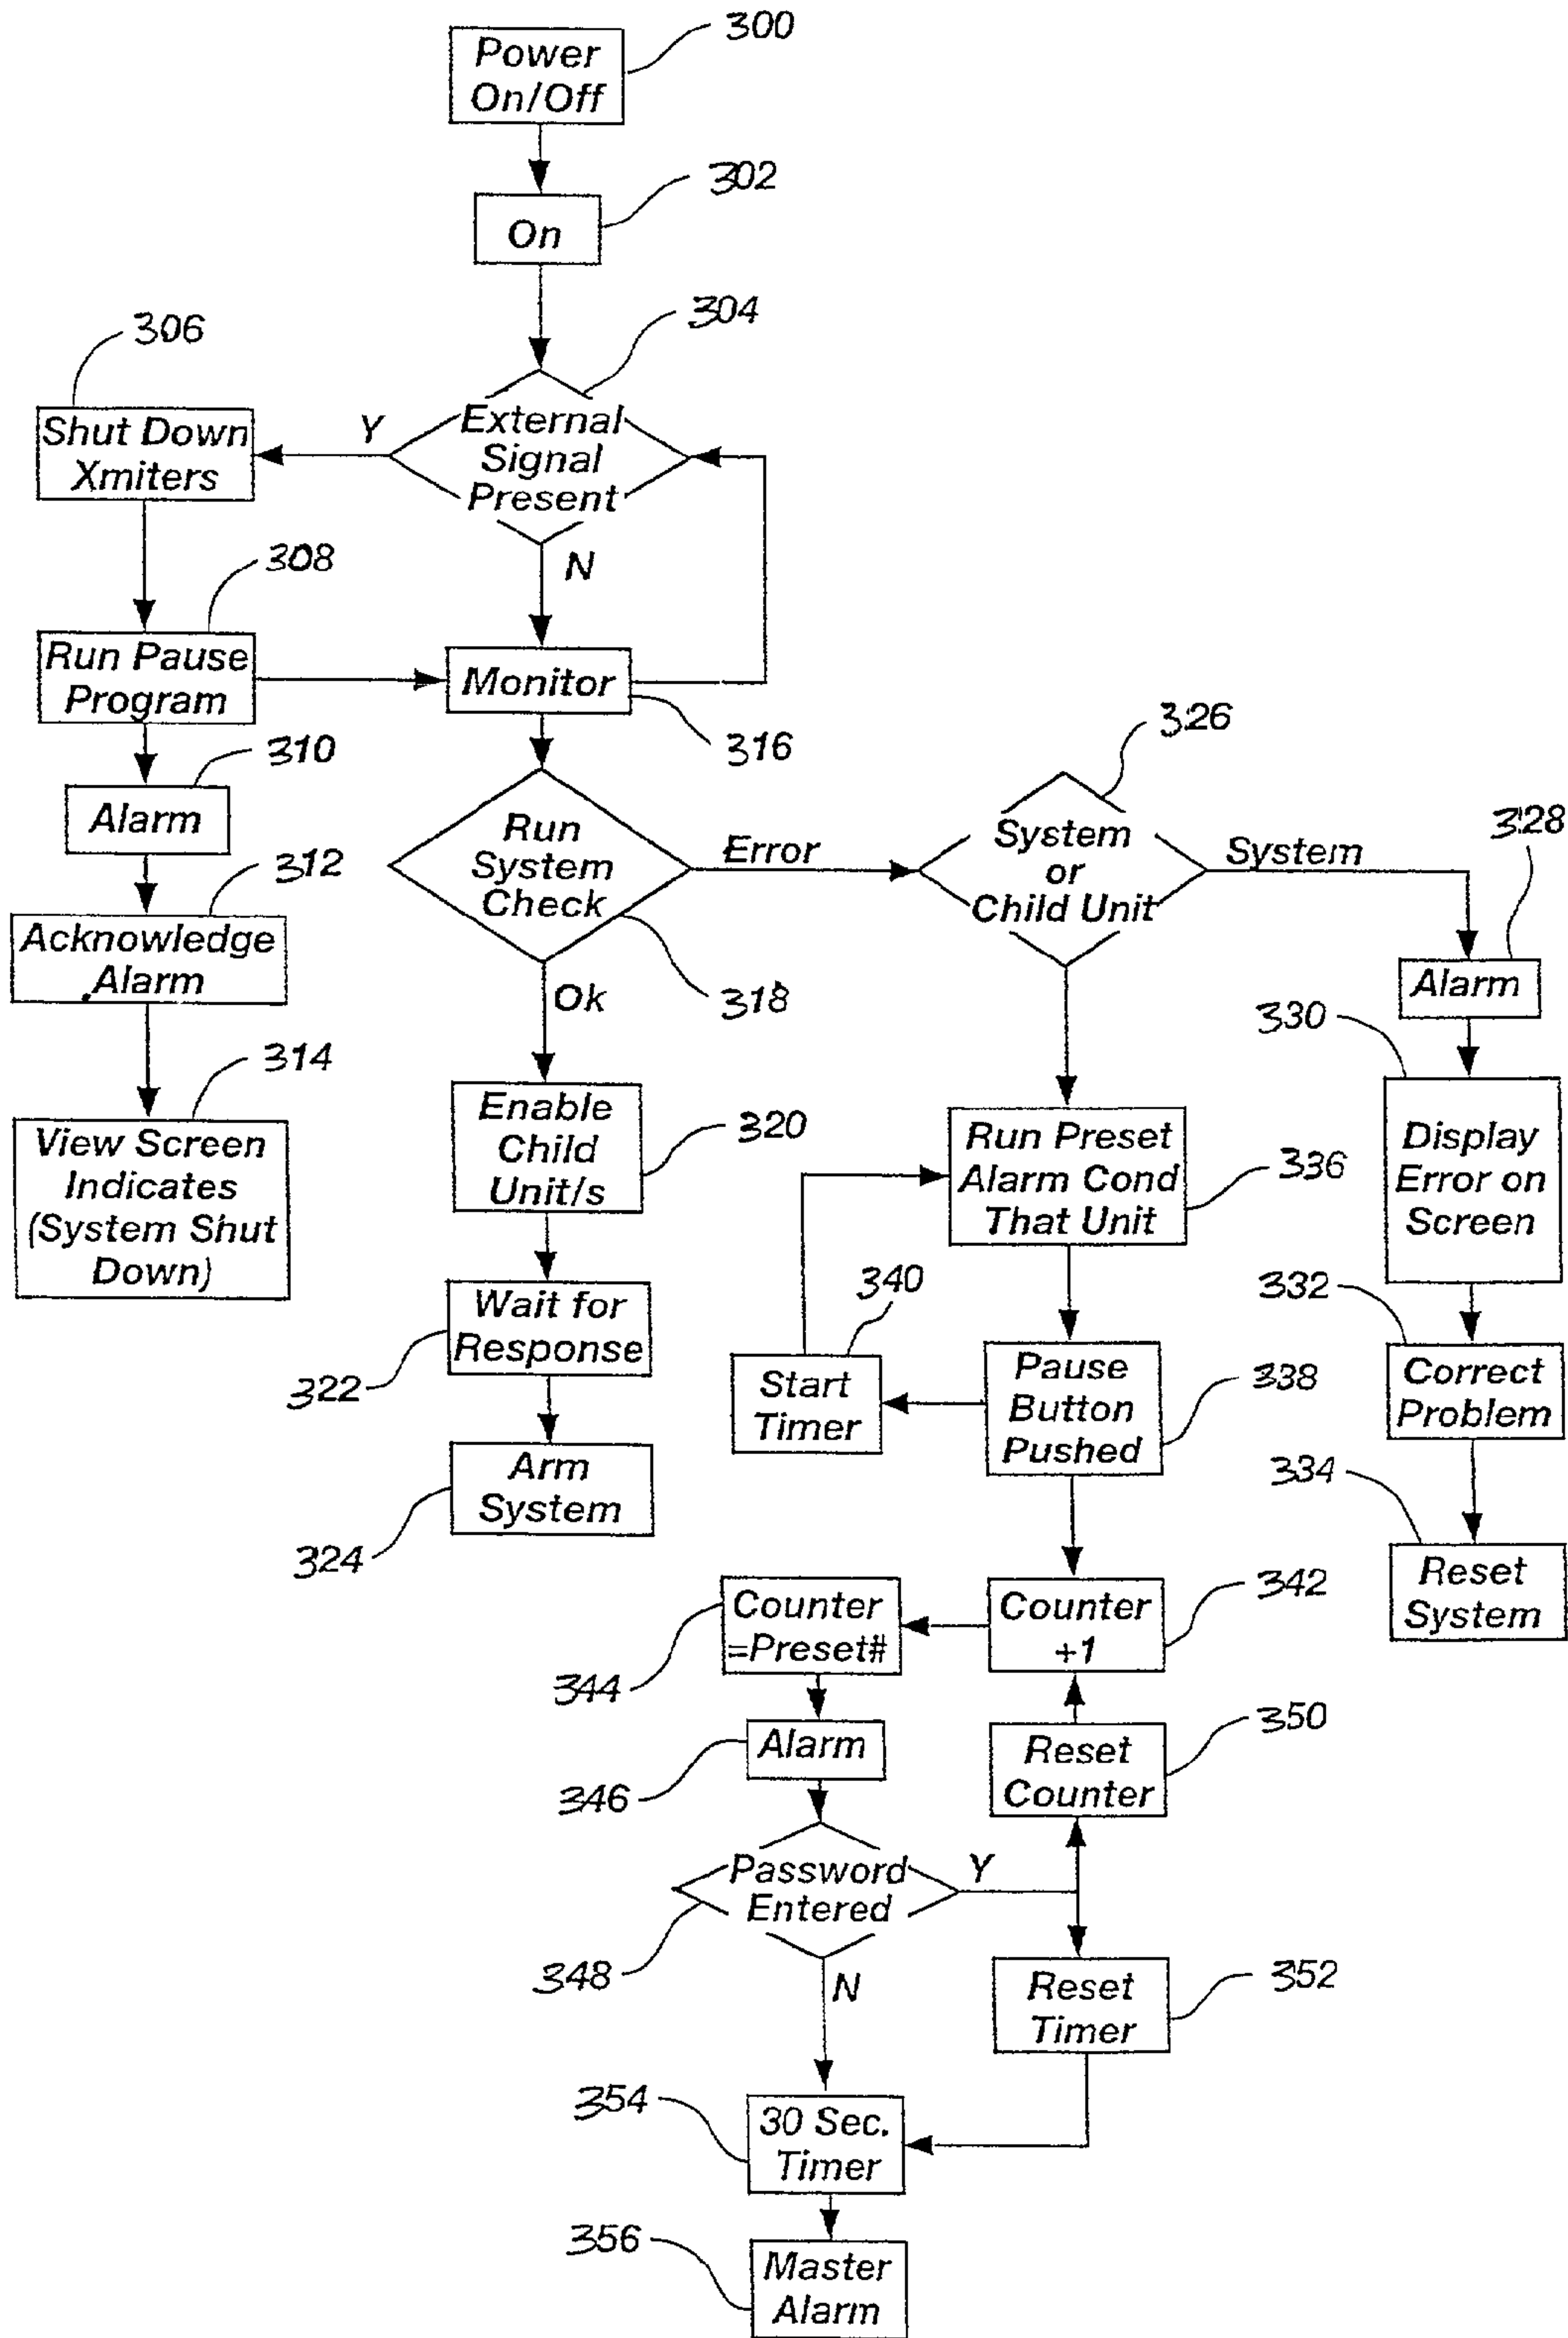 300
Power
On/Off
302
On
304
306
External
Signal
Present
Y
Shut Down
Xmiters
N
308
Run Pause
Program
Monitor
316
310
Alarm
312
Acknowledge
Alarm
314
View Screen
Indicates
(System Shut
Down)
Run
System
Check
318
Error
Ok
326
System
or
Child Unit
System
328
Alarm
330
Display
Error on
Screen
332
Correct
Problem
334
Reset
System
Enable
Child
Unit/s
320
Wait for
Response
322
Arm
System
324
Run Preset
Alarm Cond
That Unit
336
340
Start
Timer
Pause
Button
Pushed
338
Counter
+1
342
Counter
=Preset#
344
Alarm
346
Reset
Counter
350
Password
Entered
348
Y
N
Reset
Timer
352
354
30 Sec.
Timer
356
Master
Alarm